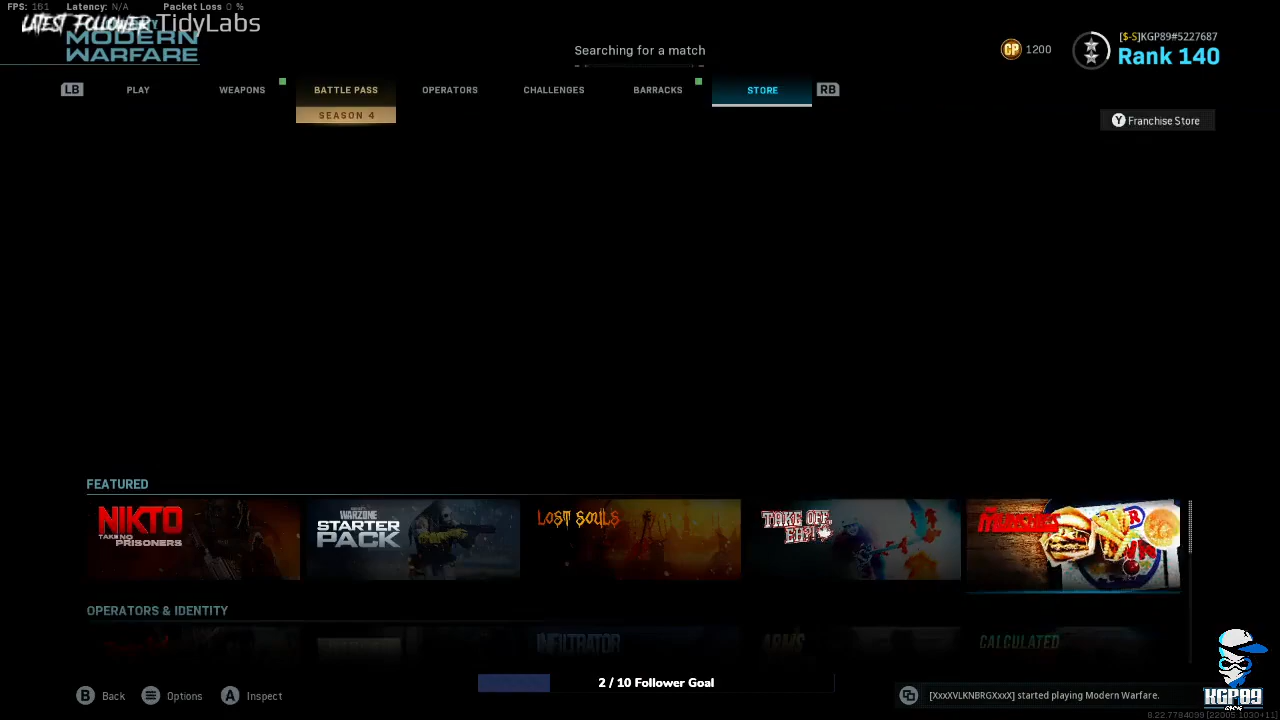 FPS: 161 Latency: N/A Packet Loss 0 %
LATEST FOLLOWER TidyLabs
MODERN
WARFARE
Searching for a match
CP 1200
[$-S]KGP89#5227687
Rank 140
LB PLAY WEAPONS BATTLE PASS OPERATORS CHALLENGES BARRACKS STORE RB
SEASON 4
Y Franchise Store
FEATURED
NIKTO
TAKE NO
PRISONERS
WARZONE
STARTER
PACK
LOST SOULS
TAKE OFF,
EH?!
MUNCHIES
OPERATORS & IDENTITY
INFILTRATOR
ARMS
CALCULATED
2 / 10 Follower Goal
B Back Options A Inspect
[XxxXVLKNBRGXxxX] started playing Modern Warfare.
KGP89